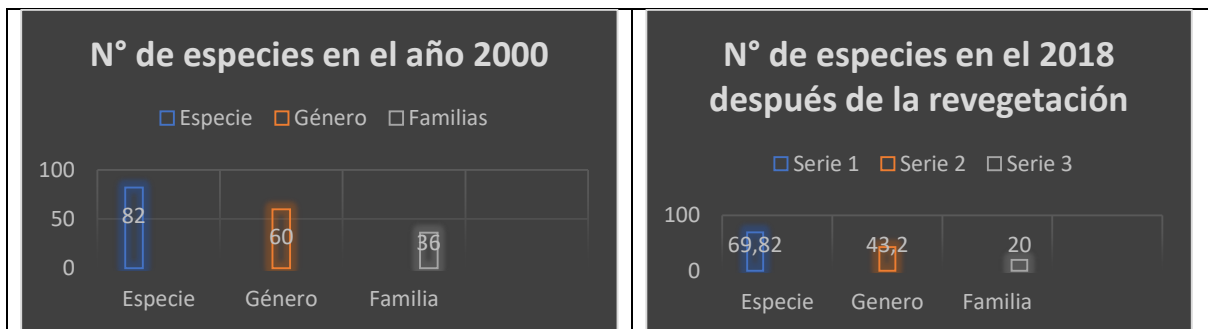 N° de especies en el año 2000
Especie Género Familias
100
50
0
82
60
36
Especie Género Familia
N° de especies en el 2018
después de la revegetación
Serie 1 Serie 2 Serie 3
100
0
69,82
43,2
20
Especie Genero Familia